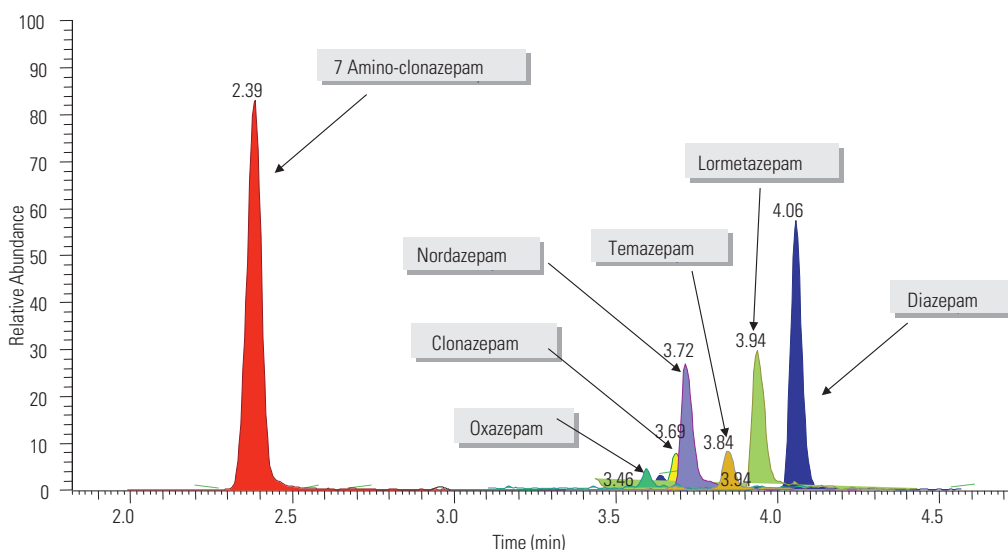 100
90
80
70
60
50
40
30
20
10
0
Relative Abundance
7 Amino-clonazepam
2.39
Lormetazepam
4.06
Nordazepam
Temazepam
Diazepam
Clonazepam
3.72
3.94
Oxazepam
3.69
3.84
3.46
3.94
2.0 2.5 3.0 3.5 4.0 4.5
Time (min)